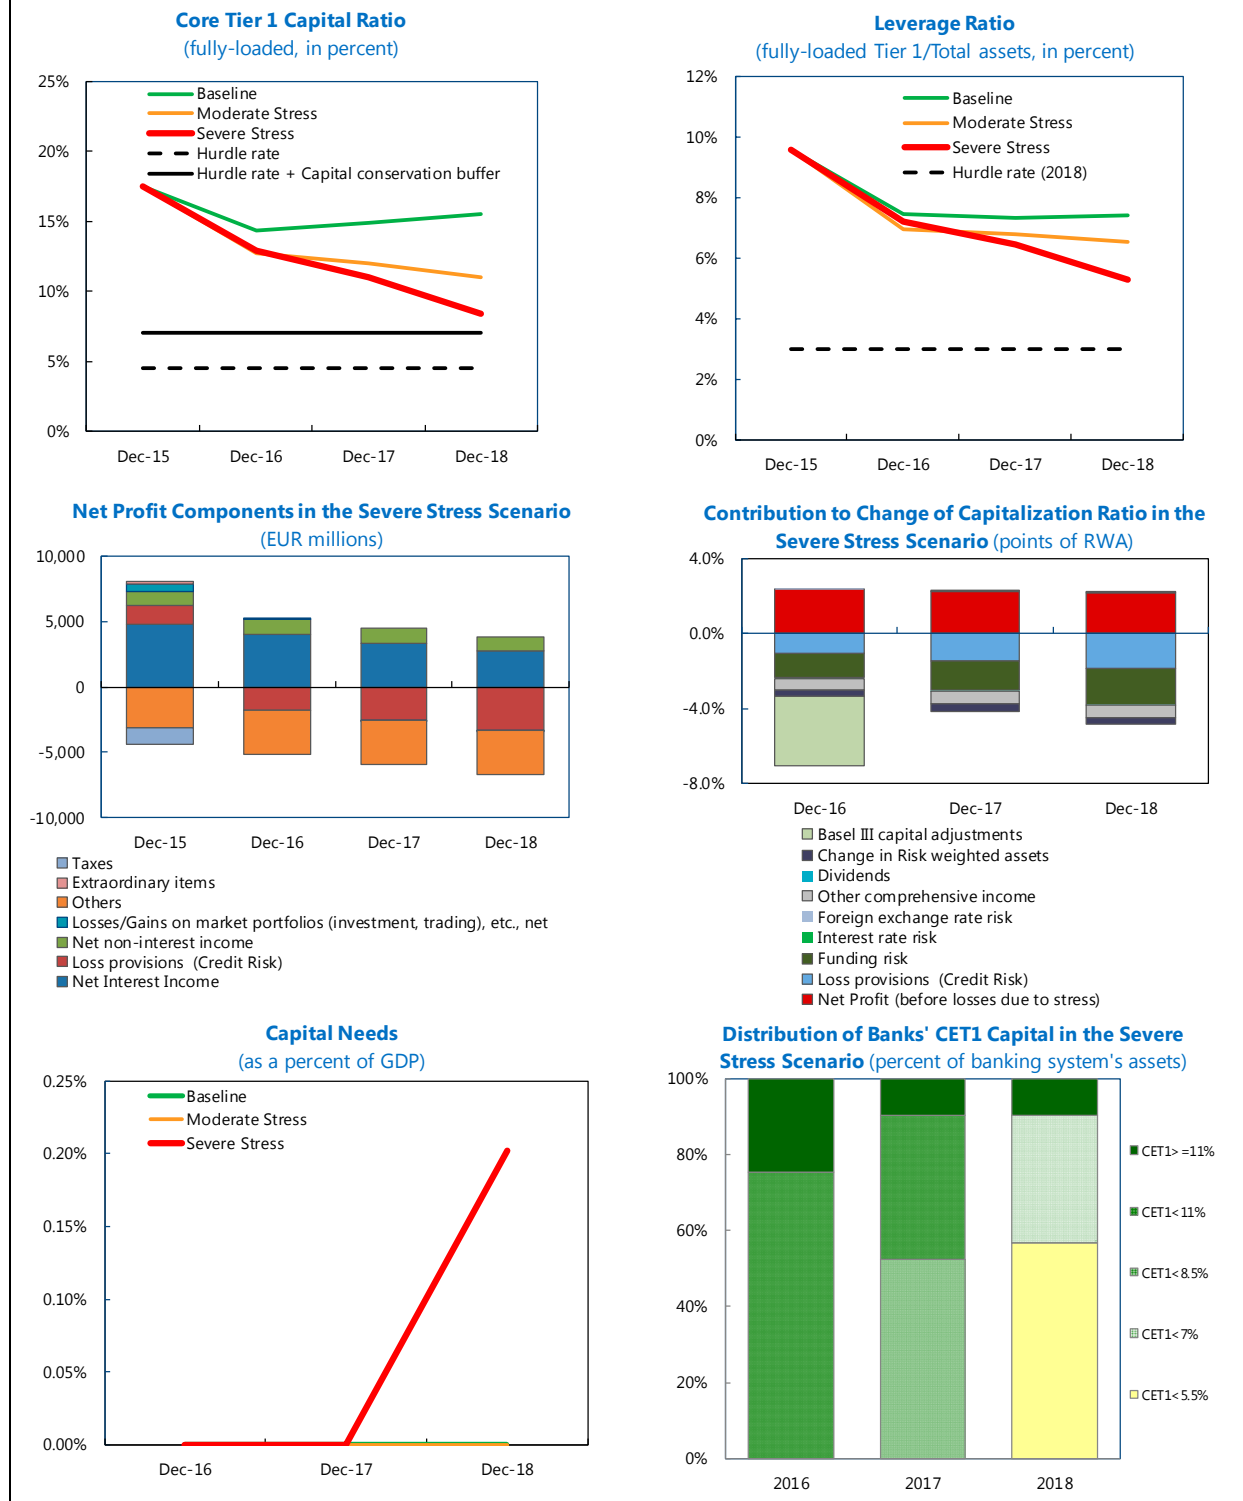 Core Tier 1 Capital Ratio
(fully-loaded, in percent)
25%
20%
15%
10%
5%
0%
Baseline
Moderate Stress
Severe Stress
Hurdle rate
Hurdle rate + Capital conservation buffer
Dec-15 Dec-16 Dec-17 Dec-18
Leverage Ratio
(fully-loaded Tier 1/Total assets, in percent)
12%
10%
8%
6%
4%
2%
0%
Baseline
Moderate Stress
Severe Stress
Hurdle rate (2018)
Dec-15 Dec-16 Dec-17 Dec-18
Net Profit Components in the Severe Stress Scenario
(EUR millions)
10,000
5,000
0
-5,000
-10,000
Dec-15 Dec-16 Dec-17 Dec-18
Taxes
Extraordinary items
Others
Losses/Gains on market portfolios (investment, trading), etc., net
Net non-interest income
Loss provisions (Credit Risk)
Net Interest Income
Contribution to Change of Capitalization Ratio in the
Severe Stress Scenario (points of RWA)
4.0%
0.0%
-4.0%
-8.0%
Dec-16 Dec-17 Dec-18
Basel III capital adjustments
Change in Risk weighted assets
Dividends
Other comprehensive income
Foreign exchange rate risk
Interest rate risk
Funding risk
Loss provisions (Credit Risk)
Net Profit (before losses due to stress)
Capital Needs
(as a percent of GDP)
0.25%
0.20%
0.15%
0.10%
0.05%
0.00%
Baseline
Moderate Stress
Severe Stress
Dec-16 Dec-17 Dec-18
Distribution of Banks' CET1 Capital in the Severe
Stress Scenario (percent of banking system's assets)
100%
80%
60%
40%
20%
0%
2016 2017 2018
CET1>=11%
CET1<11%
CET1<8.5%
CET1<7%
CET1<5.5%